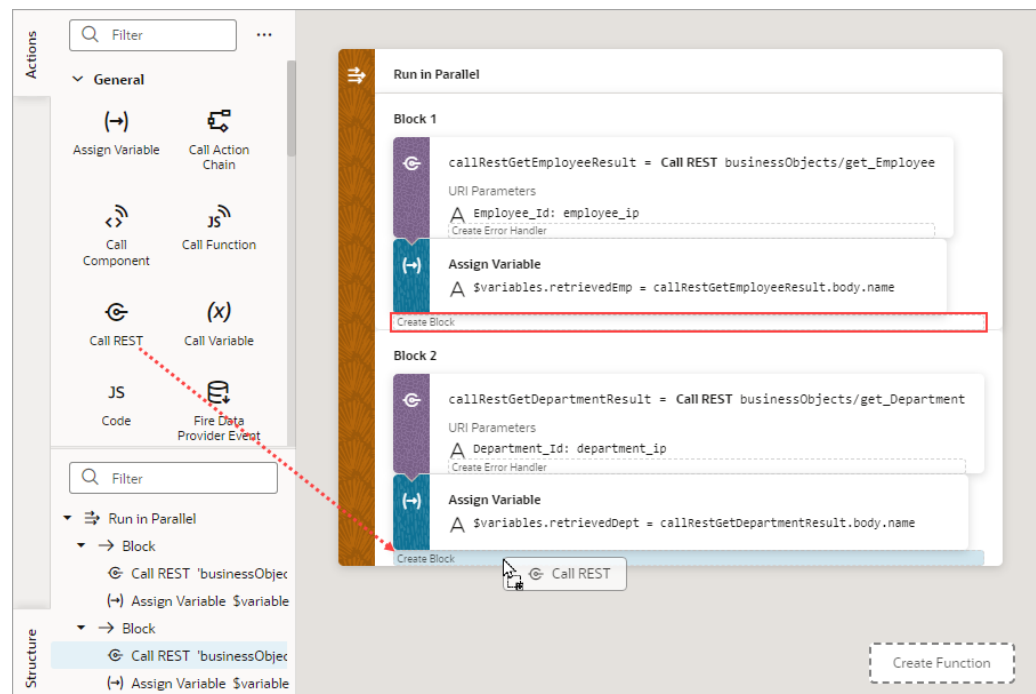 Actions
Filter
General
Assign Variable
Call Action
Chain
Call
Component
Call Function
Call REST
Call Variable
JS
Code
Fire Data
Provider Event
Structure
Filter
Run in Parallel
Block
Call REST 'businessObjec
Assign Variable $variable
Block
Call REST 'businessObjec
Assign Variable $variable
Run in Parallel
Block 1
callRestGetEmployeeResult = Call REST businessObjects/get_Employee
URI Parameters
A Employee_Id: employee_ip
Create Error Handler
Assign Variable
A $variables.retrievedEmp = callRestGetEmployeeResult.body.name
Create Block
Block 2
callRestGetDepartmentResult = Call REST businessObjects/get_Department
URI Parameters
A Department_Id: department_ip
Create Error Handler
Assign Variable
A $variables.retrievedDept = callRestGetDepartmentResult.body.name
Create Block
Call REST
Create Function